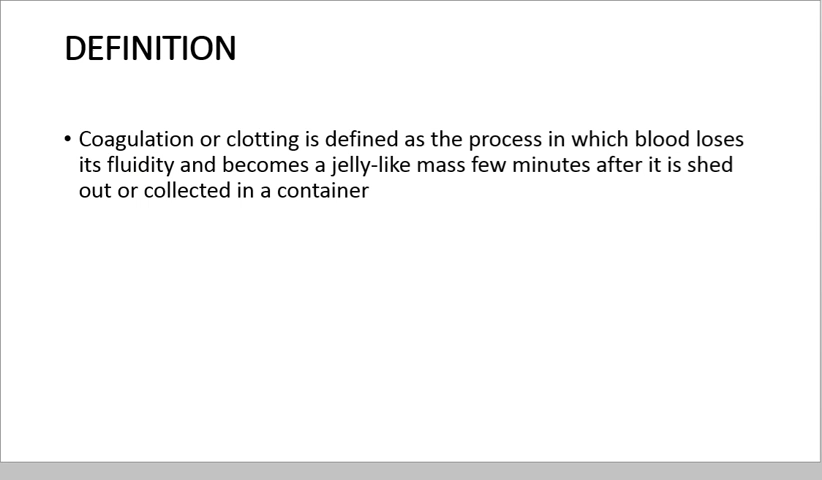 DEFINITION
• Coagulation or clotting is defined as the process in which blood loses
its fluidity and becomes a jelly-like mass few minutes after it is shed
out or collected in a container